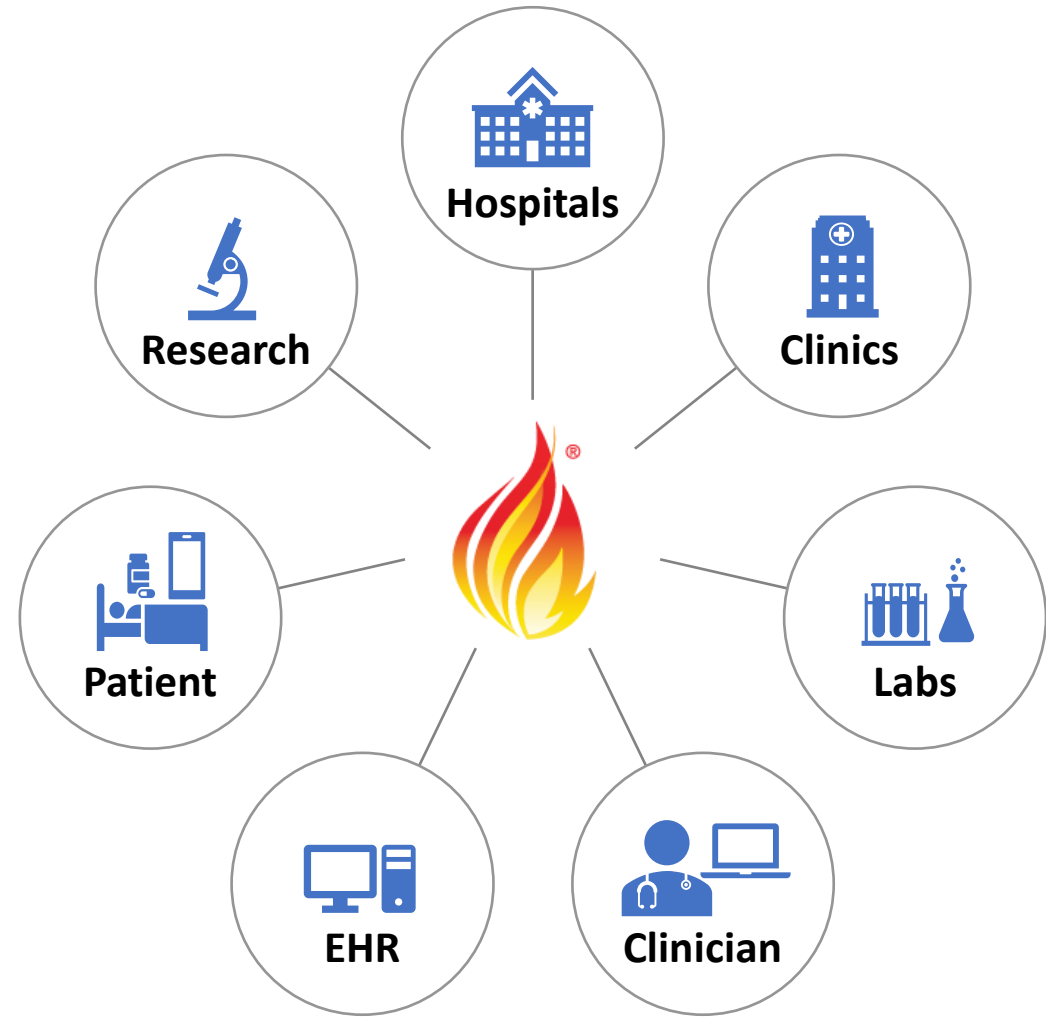 Hospitals
Research
Clinics
®
Patient
Labs
EHR
Clinician